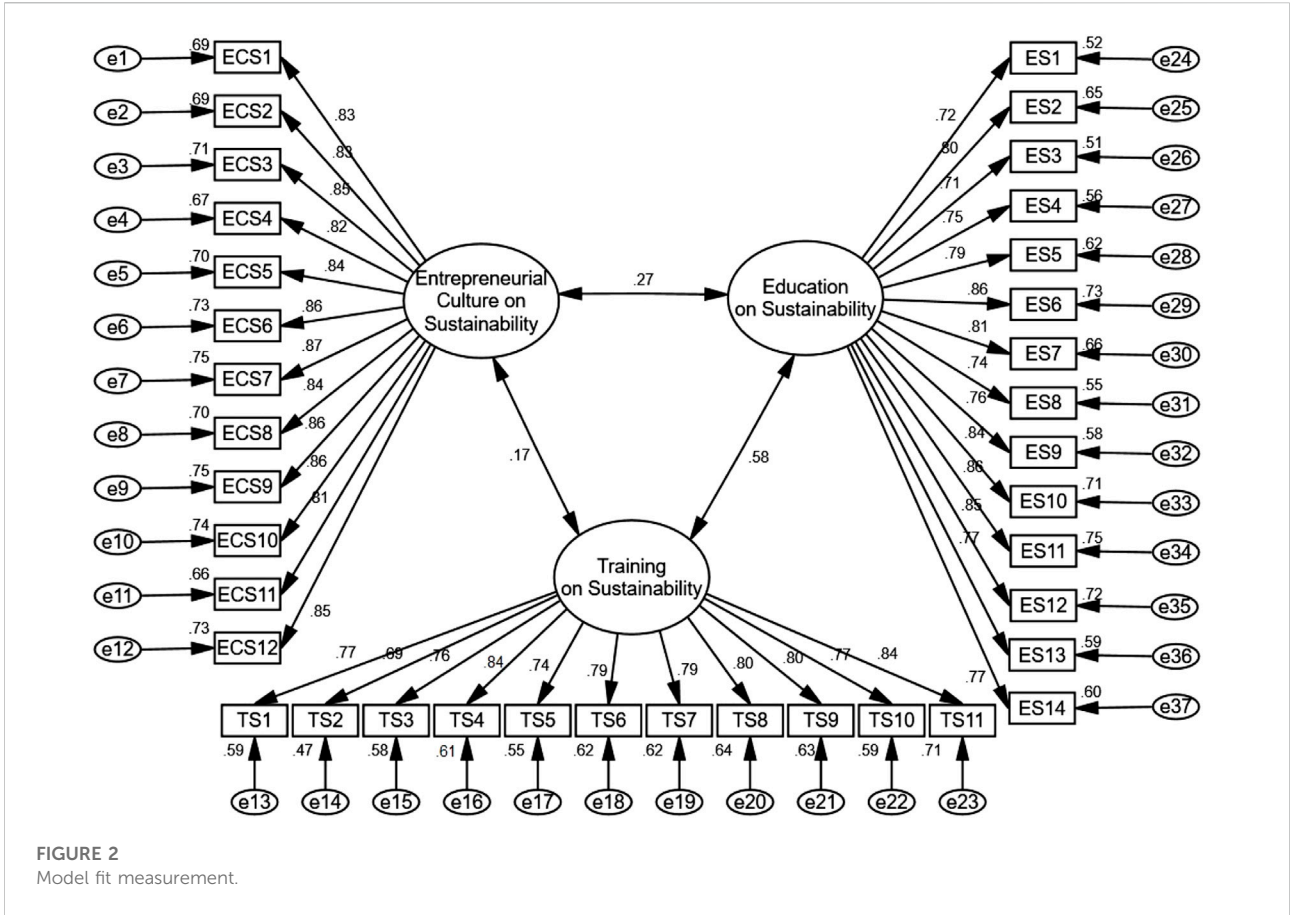 e1 .69 ECS1
e2 .69 ECS2
e3 .71 ECS3
e4 .67 ECS4
e5 .70 ECS5
e6 .73 ECS6
e7 .75 ECS7
e8 .70 ECS8
e9 .75 ECS9
e10 .74 ECS10
e11 .66 ECS11
e12 .73 ECS12
.83
.83
.85
.82
.84
.86
.87
.84
.86
.86
.81
.85
Entrepreneurial
Culture on
Sustainability
.27
Education
on Sustainability
.17
.58
Training
on Sustainability
.72
.80
.71
.75
.79
.86
.81
.74
.76
.84
.86
.85
.77
.77
ES1 .52 e24
ES2 .65 e25
ES3 .51 e26
ES4 .56 e27
ES5 .62 e28
ES6 .73 e29
ES7 .66 e30
ES8 .55 e31
ES9 .58 e32
ES10 .71 e33
ES11 .75 e34
ES12 .72 e35
ES13 .59 e36
ES14 .60 e37
.77 .69 .76 .84 .74 .79 .79 .80 .80 .77 .84
TS1 TS2 TS3 TS4 TS5 TS6 TS7 TS8 TS9 TS10 TS11
.59 .47 .58 .61 .55 .62 .62 .64 .63 .59 .71
e13 e14 e15 e16 e17 e18 e19 e20 e21 e22 e23
FIGURE 2
Model fit measurement.